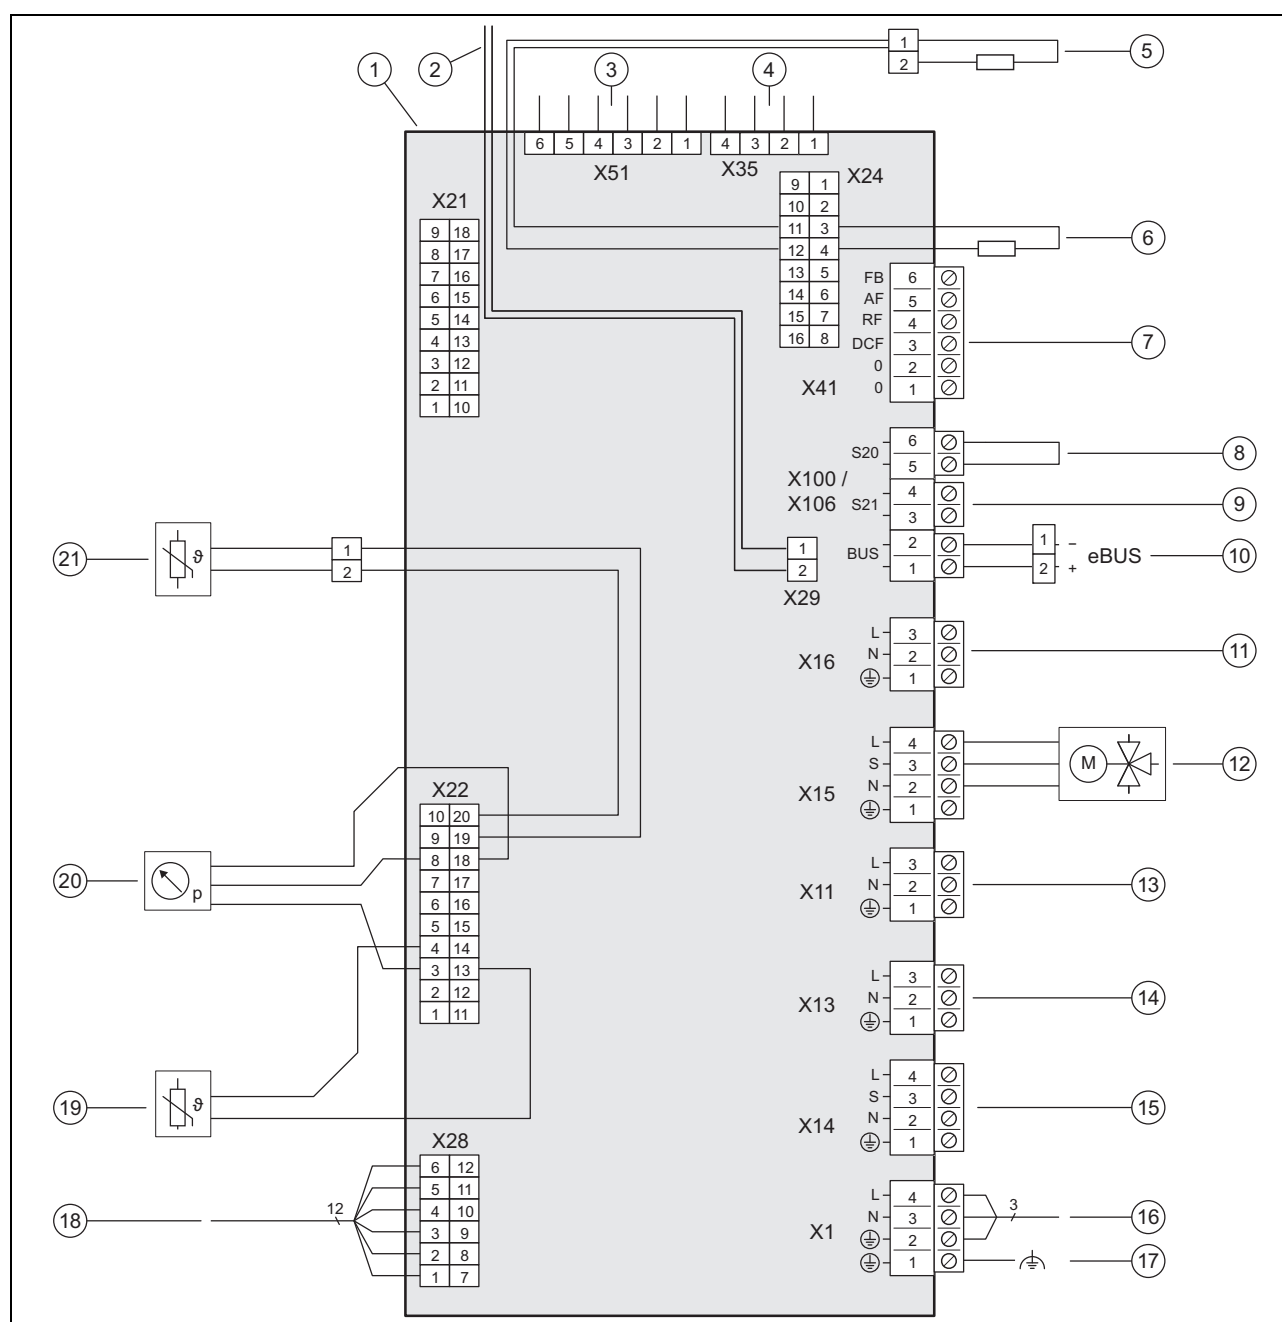 1
2
3
4
1
2
5
6 5 4 3 2 1
X51
4 3 2 1
X35
X24
9 1
10 2
11 3
12 4
13 5
14 6
15 7
16 8
6
X21
9 18
8 17
7 16
6 15
5 14
4 13
3 12
2 11
1 10
FB 6
AF 5
RF 4
DCF 3
0 2
0 1
X41
7
X100 /
X106
S20
6
5
8
S21
4
3
9
BUS
2
1
1 –
2 +
eBUS
10
1
2
X29
21
ϑ
1
2
X16
L 3
N 2
1
11
X15
L 4
S 3
N 2
1
M
12
X22
10 20
9 19
8 18
7 17
6 16
5 15
4 14
3 13
2 12
1 11
20
p
X11
L 3
N 2
1
13
X13
L 3
N 2
1
14
19
ϑ
X14
L 4
S 3
N 2
1
15
X28
6 12
5 11
4 10
3 9
2 8
1 7
18
12
X1
L 4
N 3
2
1
3
16
17